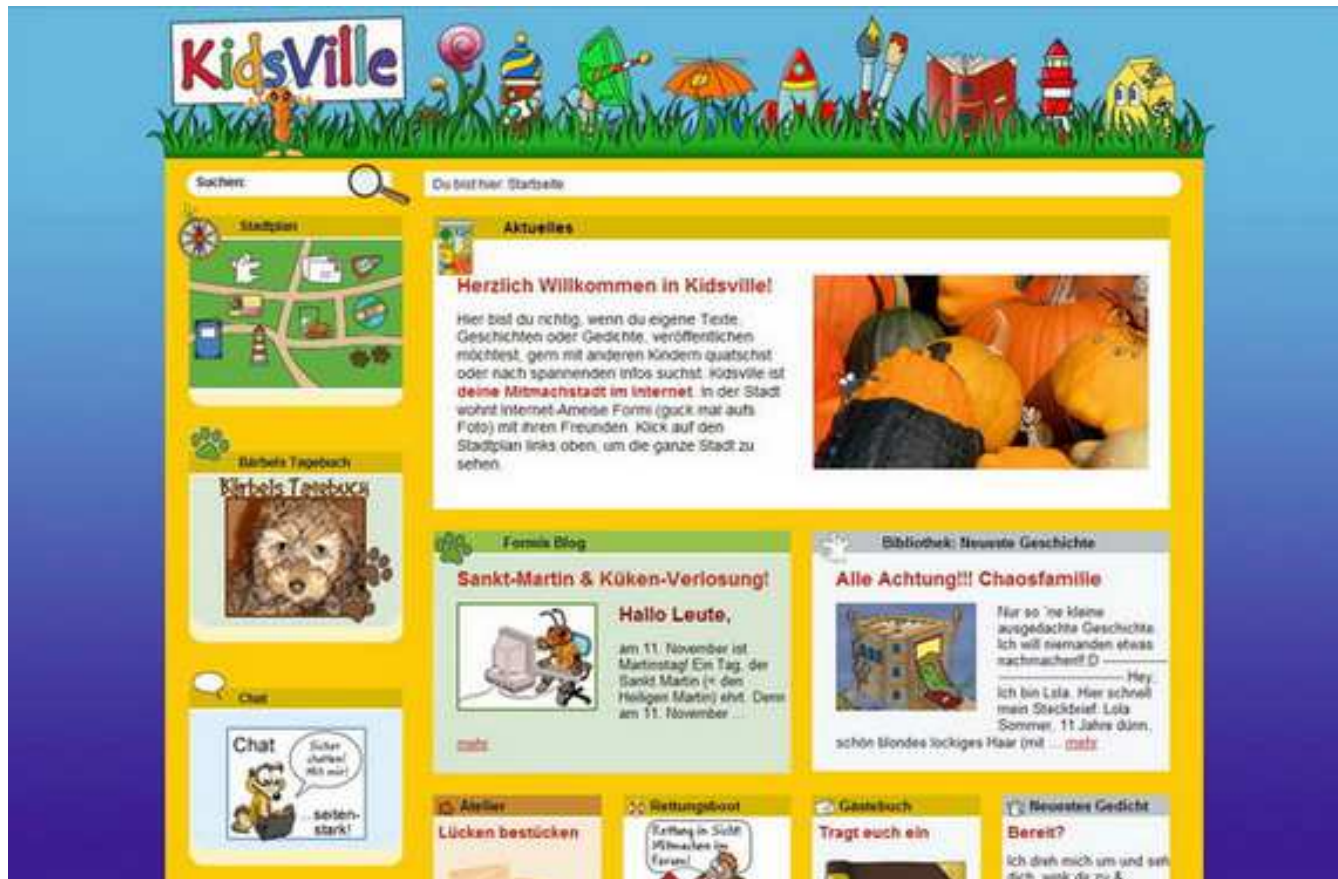 KidsVille
Suchen:
Du bist hier: Startseite
Stadtplan
Aktuelles
Herzlich Willkommen in Kidsville!
Hier bist du richtig, wenn du eigene Texte,
Geschichten oder Gedichte, veröffentlichen
möchtest, gern mit anderen Kindern quatschst
oder nach spannenden Infos suchst. Kidsville ist
deine Mitmachstadt im Internet. In der Stadt
wohnt Internet-Ameise Formi (guck mal aufs
Foto) mit ihren Freunden. Klick auf den
Stadtplan links oben, um die ganze Stadt zu
sehen.
Bärbels Tagebuch
Bärbels Tagebuch
Formis Blog
Sankt-Martin & Küken-Verlosung!
Hallo Leute,
am 11. November ist
Martinstag! Ein Tag, der
Sankt Martin (= den
Heiligen Martin) ehrt. Denn
am 11. November ...
mehr
Bibliothek: Neueste Geschichte
Alle Achtung!!! Chaosfamilie
Nur so `ne kleine
ausgedachte Geschichte.
Ich will niemanden etwas
nachmachen!!:D ------------
------------------------ Hey,
Ich bin Lola. Hier schnell
mein Steckbrief: Lola
Sommer, 11 Jahre dünn,
schön blondes lockiges Haar (mit ... mehr
Chat
Chat
Sicher
chatten!
Mit mir!
...seiten-
stark!
Atelier
Lücken bestücken
Rettungsboot
Rettung in Sicht
Mitmachen im
Forum!
Gästebuch
Tragt euch ein
Neuestes Gedicht
Bereit?
Ich dreh mich um und seh
dich, wink dir zu &